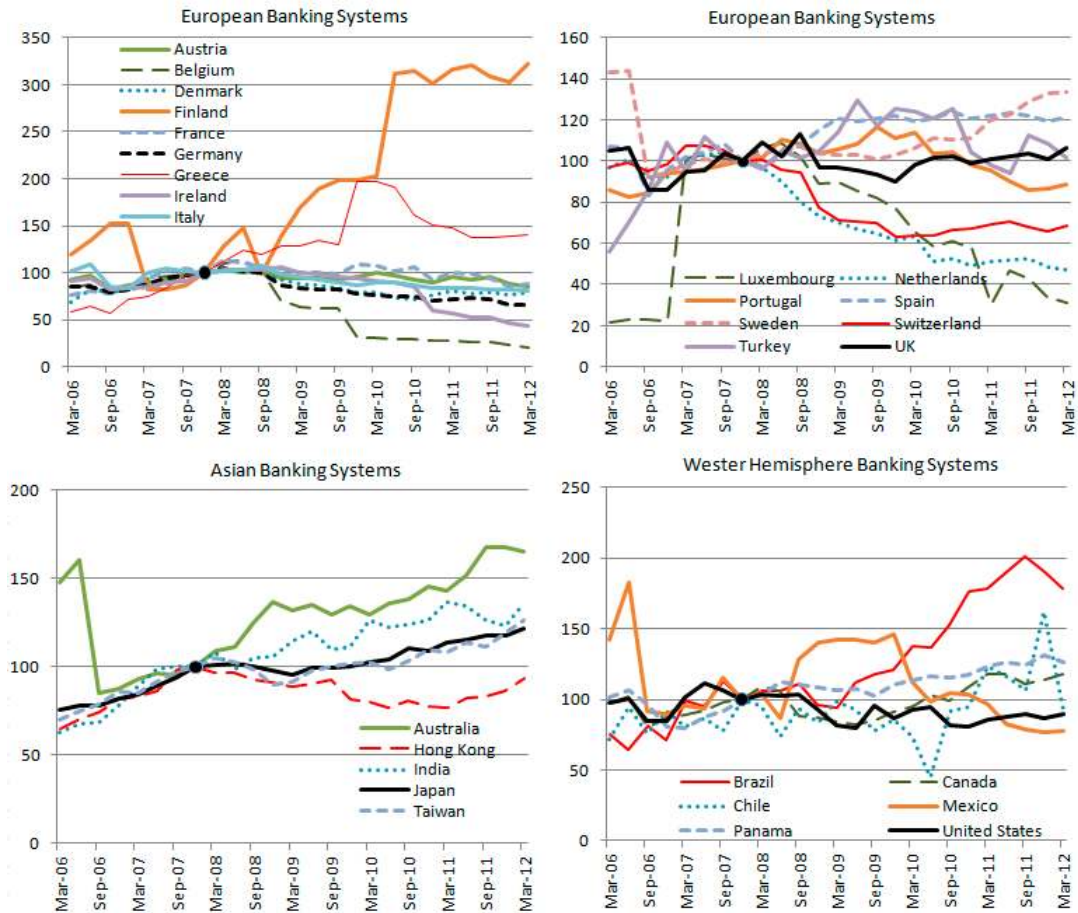 European Banking Systems
350
300
250
200
150
100
50
0
Austria
Belgium
Denmark
Finland
France
Germany
Greece
Ireland
Italy
Mar-06
Sep-06
Mar-07
Sep-07
Mar-08
Sep-08
Mar-09
Sep-09
Mar-10
Sep-10
Mar-11
Sep-11
Mar-12
European Banking Systems
160
140
120
100
80
60
40
20
0
Luxembourg Netherlands
Portugal Spain
Sweden Switzerland
Turkey UK
Mar-06
Sep-06
Mar-07
Sep-07
Mar-08
Sep-08
Mar-09
Sep-09
Mar-10
Sep-10
Mar-11
Sep-11
Mar-12
Asian Banking Systems
200
150
100
50
0
Australia
Hong Kong
India
Japan
Taiwan
Mar-06
Sep-06
Mar-07
Sep-07
Mar-08
Sep-08
Mar-09
Sep-09
Mar-10
Sep-10
Mar-11
Sep-11
Mar-12
Wester Hemisphere Banking Systems
250
200
150
100
50
0
Brazil Canada
Chile Mexico
Panama United States
Mar-06
Sep-06
Mar-07
Sep-07
Mar-08
Sep-08
Mar-09
Sep-09
Mar-10
Sep-10
Mar-11
Sep-11
Mar-12